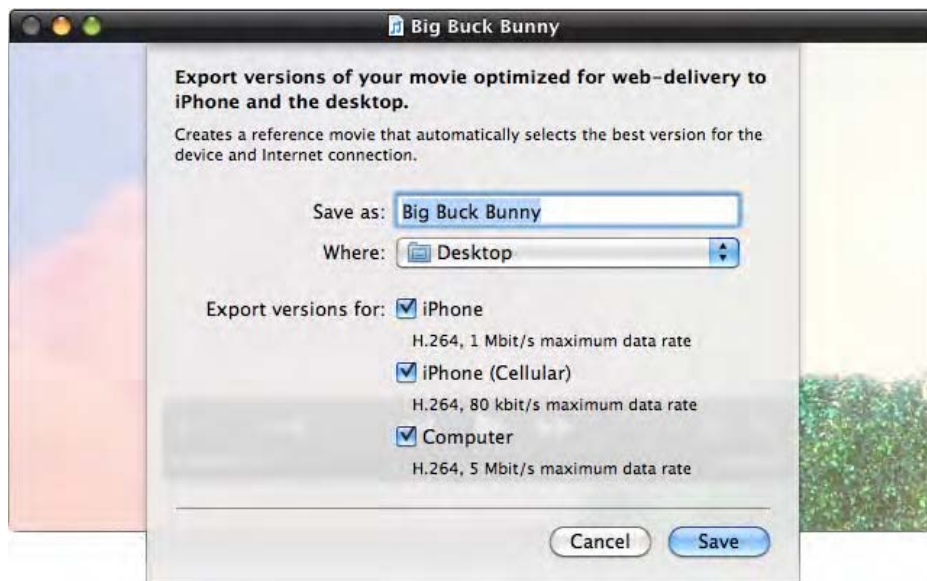 Big Buck Bunny
Export versions of your movie optimized for web-delivery to
iPhone and the desktop.
Creates a reference movie that automatically selects the best version for the
device and Internet connection.
Save as: Big Buck Bunny
Where: Desktop
Export versions for: iPhone
H.264, 1 Mbit/s maximum data rate
iPhone (Cellular)
H.264, 80 kbit/s maximum data rate
Computer
H.264, 5 Mbit/s maximum data rate
Cancel Save